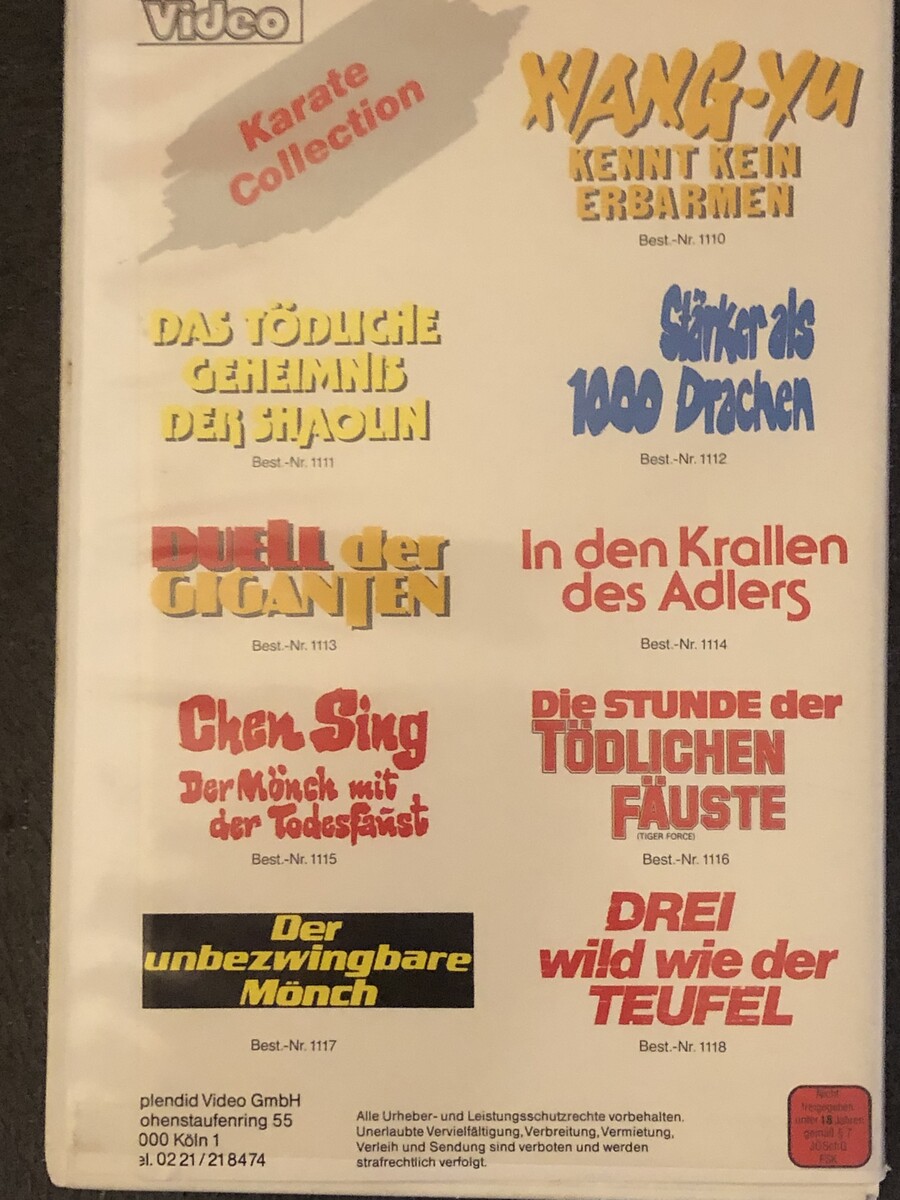 Video
Karate
Collection
WANG-YU
KENNT KEIN
ERBARMEN
Best.-Nr. 1110
DAS TÖDLICHE
GEHEIMNIS
DER SHAOLIN
Best.-Nr. 1111
Stärker als
1000 Drachen
Best.-Nr. 1112
DUELL der
GIGANTEN
Best.-Nr. 1113
In den Krallen
des Adlers
Best.-Nr. 1114
Chen Sing
Der Mönch mit
der Todesfaust
Best.-Nr. 1115
Die STUNDE der
TÖDLICHEN
FÄUSTE
(TIGER FORCE)
Best.-Nr. 1116
Der
unbezwingbare
Mönch
Best.-Nr. 1117
DREI
wild wie der
TEUFEL
Best.-Nr. 1118
plendid Video GmbH
ohenstaufenring 55
000 Köln 1
el. 02 21 / 21 84 74
Alle Urheber- und Leistungsschutzrechte vorbehalten.
Unerlaubte Vervielfältigung, Verbreitung, Vermietung,
Verleih und Sendung sind verboten und werden
strafrechtlich verfolgt.
Nicht
freigegeben
unter 18 Jahren
gemäß § 7
JÖSchG
FSK